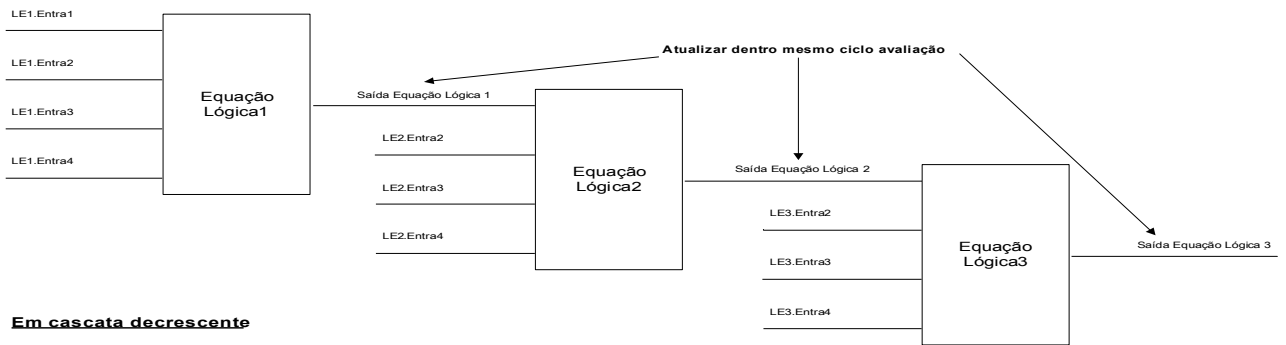 LE1.Entra1
LE1.Entra2
LE1.Entra3
LE1.Entra4
Equação
Lógica1
Atualizar dentro mesmo ciclo avaliação
Saída Equação Lógica 1
LE2.Entra2
LE2.Entra3
LE2.Entra4
Equação
Lógica2
Saída Equação Lógica 2
LE3.Entra2
LE3.Entra3
LE3.Entra4
Equação
Lógica3
Saída Equação Lógica 3
Em cascata decrescente